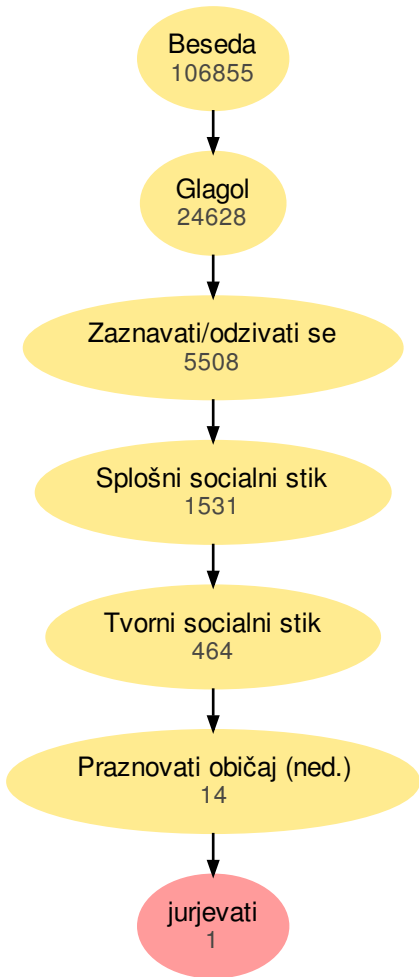 Beseda
106855
Glagol
24628
Zaznavati/odzivati se
5508
Splošni socialni stik
1531
Tvorni socialni stik
464
Praznovati običaj (ned.)
14
jurjevati
1